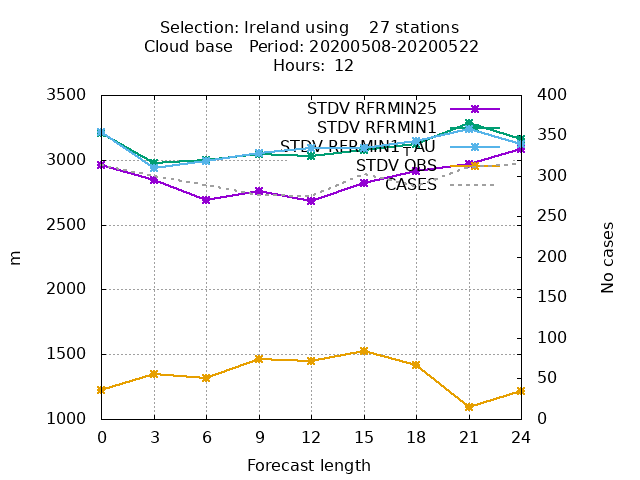 Selection: Ireland using 27 stations
Cloud base Period: 20200508-20200522
Hours: 12
3500
3000
2500
2000
1500
1000
m
STDV RFRMIN25
STDV RFRMIN1
STDV RFRMIN1+AU
STDV OBS
CASES
400
350
300
250
200
150
100
50
0
No cases
0 3 6 9 12 15 18 21 24
Forecast length